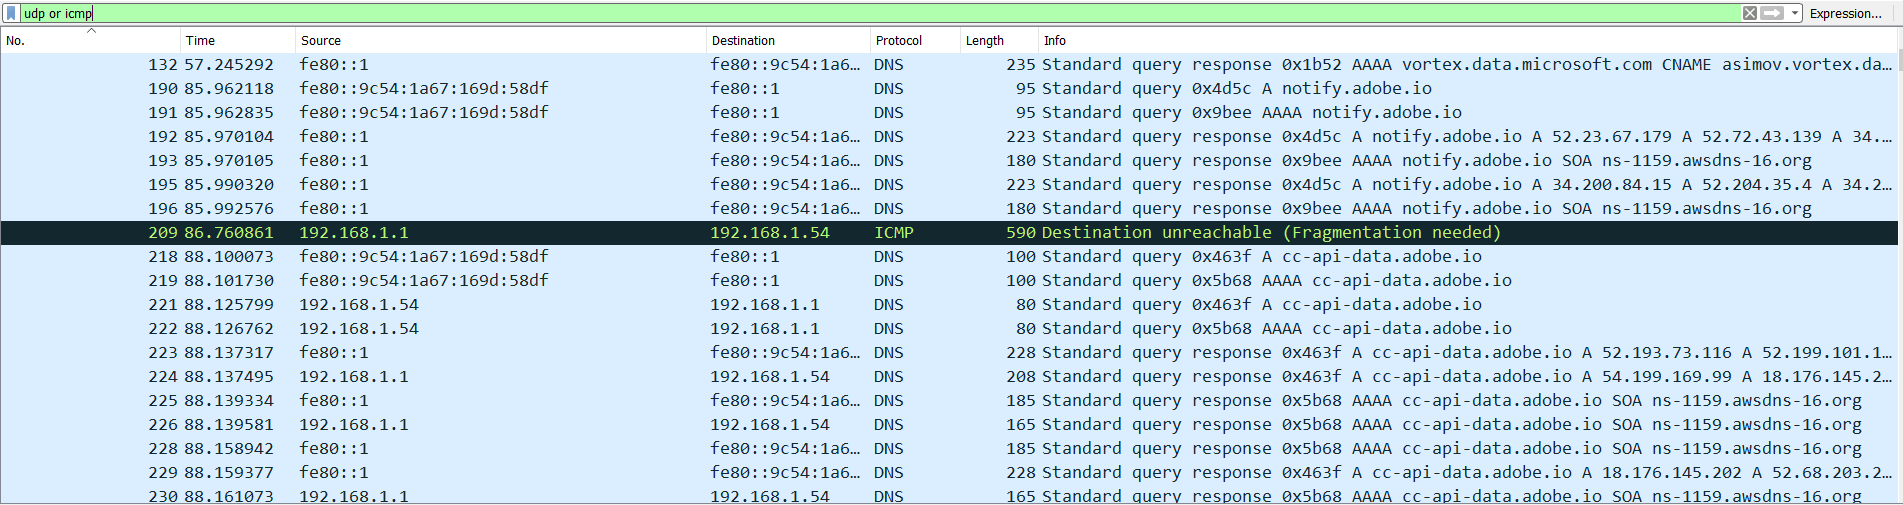 udp or icmp Expression...
No. Time Source Destination Protocol Length Info
132 57.245292 fe80::1 fe80::9c54:1a6… DNS 235 Standard query response 0x1b52 AAAA vortex.data.microsoft.com CNAME asimov.vortex.da…
190 85.962118 fe80::9c54:1a67:169d:58df fe80::1 DNS 95 Standard query 0x4d5c A notify.adobe.io
191 85.962835 fe80::9c54:1a67:169d:58df fe80::1 DNS 95 Standard query 0x9bee AAAA notify.adobe.io
192 85.970104 fe80::1 fe80::9c54:1a6… DNS 223 Standard query response 0x4d5c A notify.adobe.io A 52.23.67.179 A 52.72.43.139 A 34.…
193 85.970105 fe80::1 fe80::9c54:1a6… DNS 180 Standard query response 0x9bee AAAA notify.adobe.io SOA ns-1159.awsdns-16.org
195 85.990320 fe80::1 fe80::9c54:1a6… DNS 223 Standard query response 0x4d5c A notify.adobe.io A 34.200.84.15 A 52.204.35.4 A 34.2…
196 85.992576 fe80::1 fe80::9c54:1a6… DNS 180 Standard query response 0x9bee AAAA notify.adobe.io SOA ns-1159.awsdns-16.org
209 86.760861 192.168.1.1 192.168.1.54 ICMP 590 Destination unreachable (Fragmentation needed)
218 88.100073 fe80::9c54:1a67:169d:58df fe80::1 DNS 100 Standard query 0x463f A cc-api-data.adobe.io
219 88.101730 fe80::9c54:1a67:169d:58df fe80::1 DNS 100 Standard query 0x5b68 AAAA cc-api-data.adobe.io
221 88.125799 192.168.1.54 192.168.1.1 DNS 80 Standard query 0x463f A cc-api-data.adobe.io
222 88.126762 192.168.1.54 192.168.1.1 DNS 80 Standard query 0x5b68 AAAA cc-api-data.adobe.io
223 88.137317 fe80::1 fe80::9c54:1a6… DNS 228 Standard query response 0x463f A cc-api-data.adobe.io A 52.193.73.116 A 52.199.101.1…
224 88.137495 192.168.1.1 192.168.1.54 DNS 208 Standard query response 0x463f A cc-api-data.adobe.io A 54.199.169.99 A 18.176.145.2…
225 88.139334 fe80::1 fe80::9c54:1a6… DNS 185 Standard query response 0x5b68 AAAA cc-api-data.adobe.io SOA ns-1159.awsdns-16.org
226 88.139581 192.168.1.1 192.168.1.54 DNS 165 Standard query response 0x5b68 AAAA cc-api-data.adobe.io SOA ns-1159.awsdns-16.org
228 88.158942 fe80::1 fe80::9c54:1a6… DNS 185 Standard query response 0x5b68 AAAA cc-api-data.adobe.io SOA ns-1159.awsdns-16.org
229 88.159377 fe80::1 fe80::9c54:1a6… DNS 228 Standard query response 0x463f A cc-api-data.adobe.io A 18.176.145.202 A 52.68.203.2…
230 88.161073 192.168.1.1 192.168.1.54 DNS 165 Standard query response 0x5b68 AAAA cc-api-data.adobe.io SOA ns-1159.awsdns-16.org